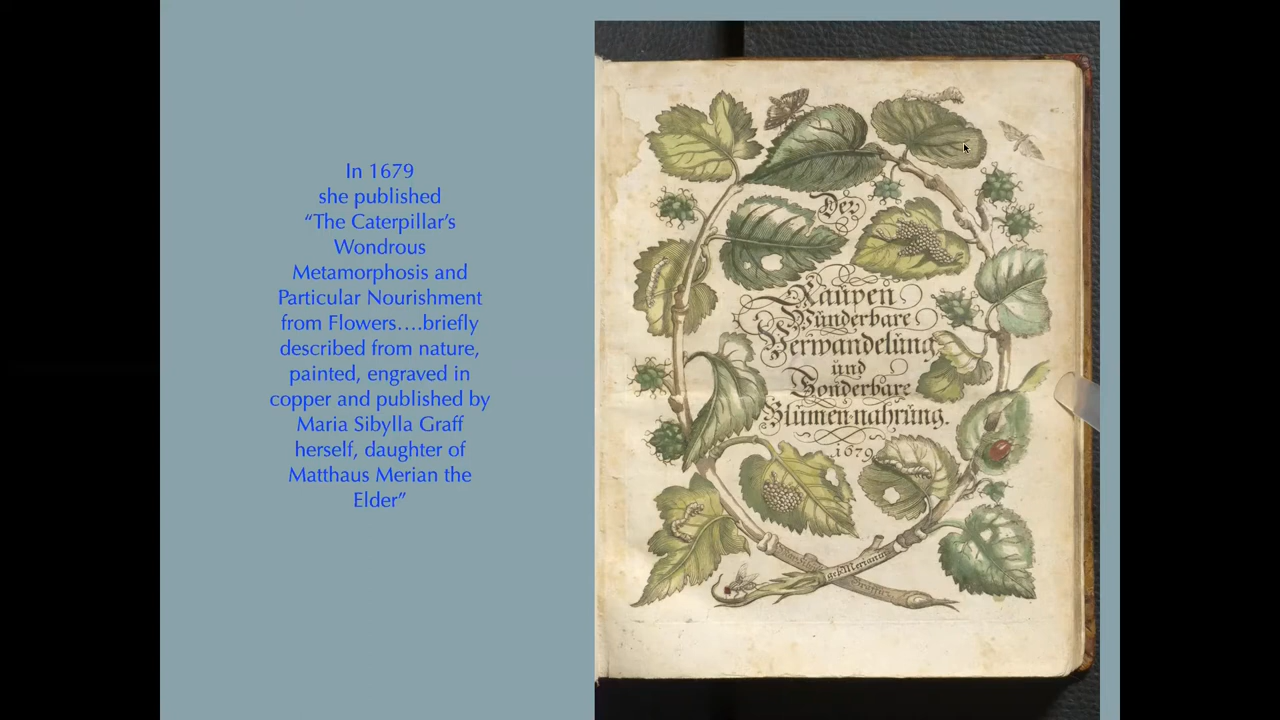 In 1679
she published
“The Caterpillar’s
Wondrous
Metamorphosis and
Particular Nourishment
from Flowers….briefly
described from nature,
painted, engraved in
copper and published by
Maria Sibylla Graff
herself, daughter of
Matthaus Merian the
Elder”
Der
Raupen
Wunderbare
Verwandelung
und
Sonderbare
Blumennahrung.
1679